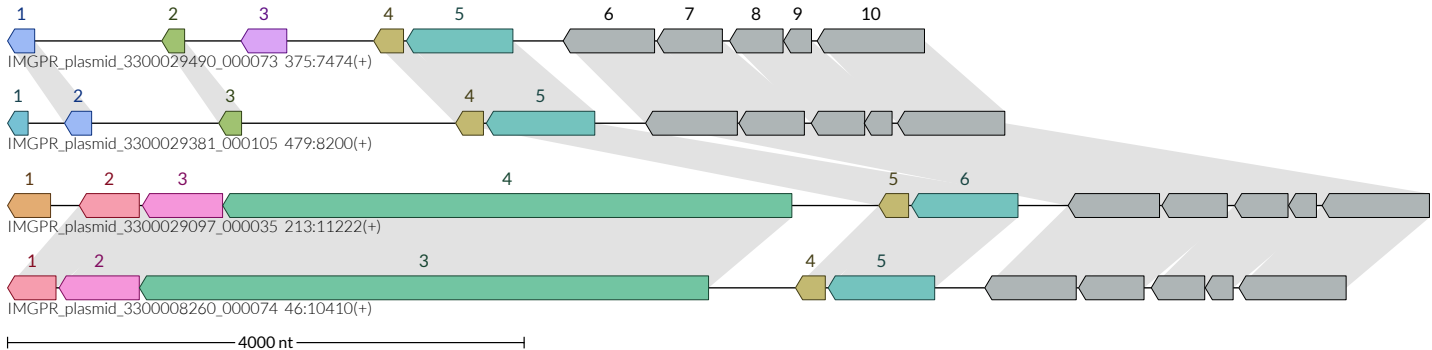 1 2 3 4 5 6 7 8 9 10
IMGPR_plasmid_3300029490_000073 375:7474(+)
1 2 3 4 5
IMGPR_plasmid_3300029381_000105 479:8200(+)
1 2 3 4 5 6
IMGPR_plasmid_3300029097_000035 213:11222(+)
1 2 3 4 5
IMGPR_plasmid_3300008260_000074 46:10410(+)
4000 nt